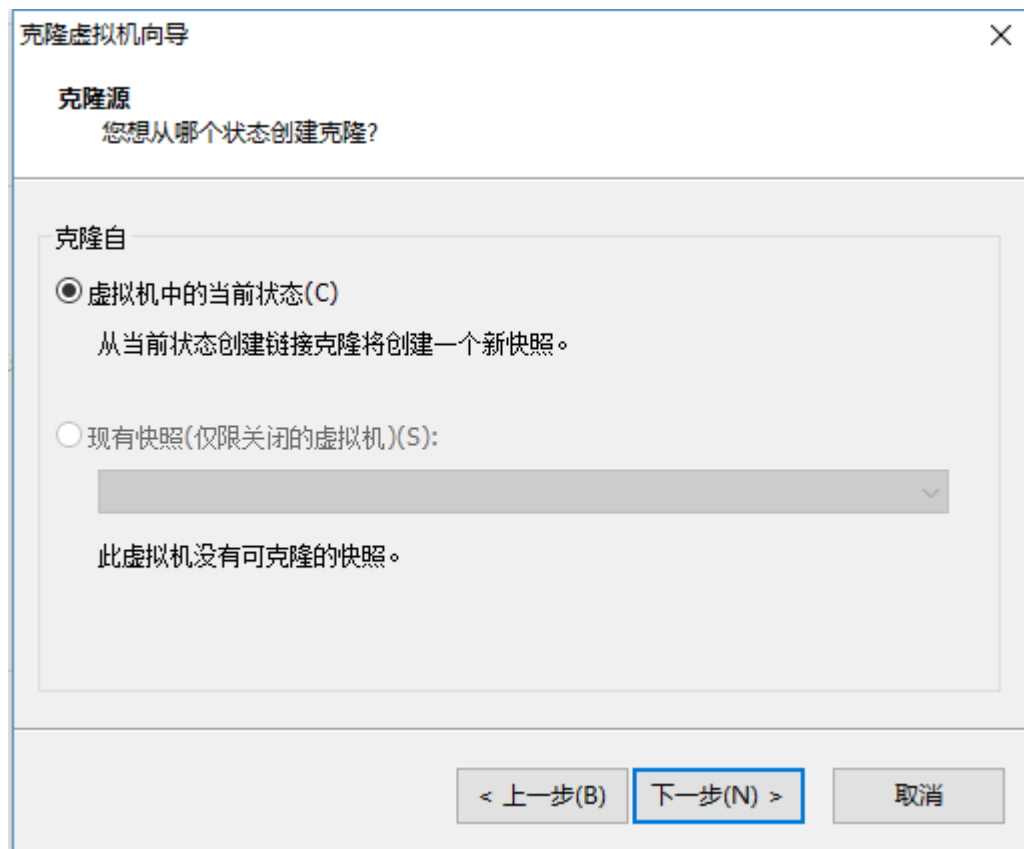 克隆虚拟机向导
克隆源
您想从哪个状态创建克隆?
克隆自
虚拟机中的当前状态(C)
从当前状态创建链接克隆将创建一个新快照。
现有快照(仅限关闭的虚拟机)(S):
此虚拟机没有可克隆的快照。
< 上一步(B) 下一步(N) > 取消